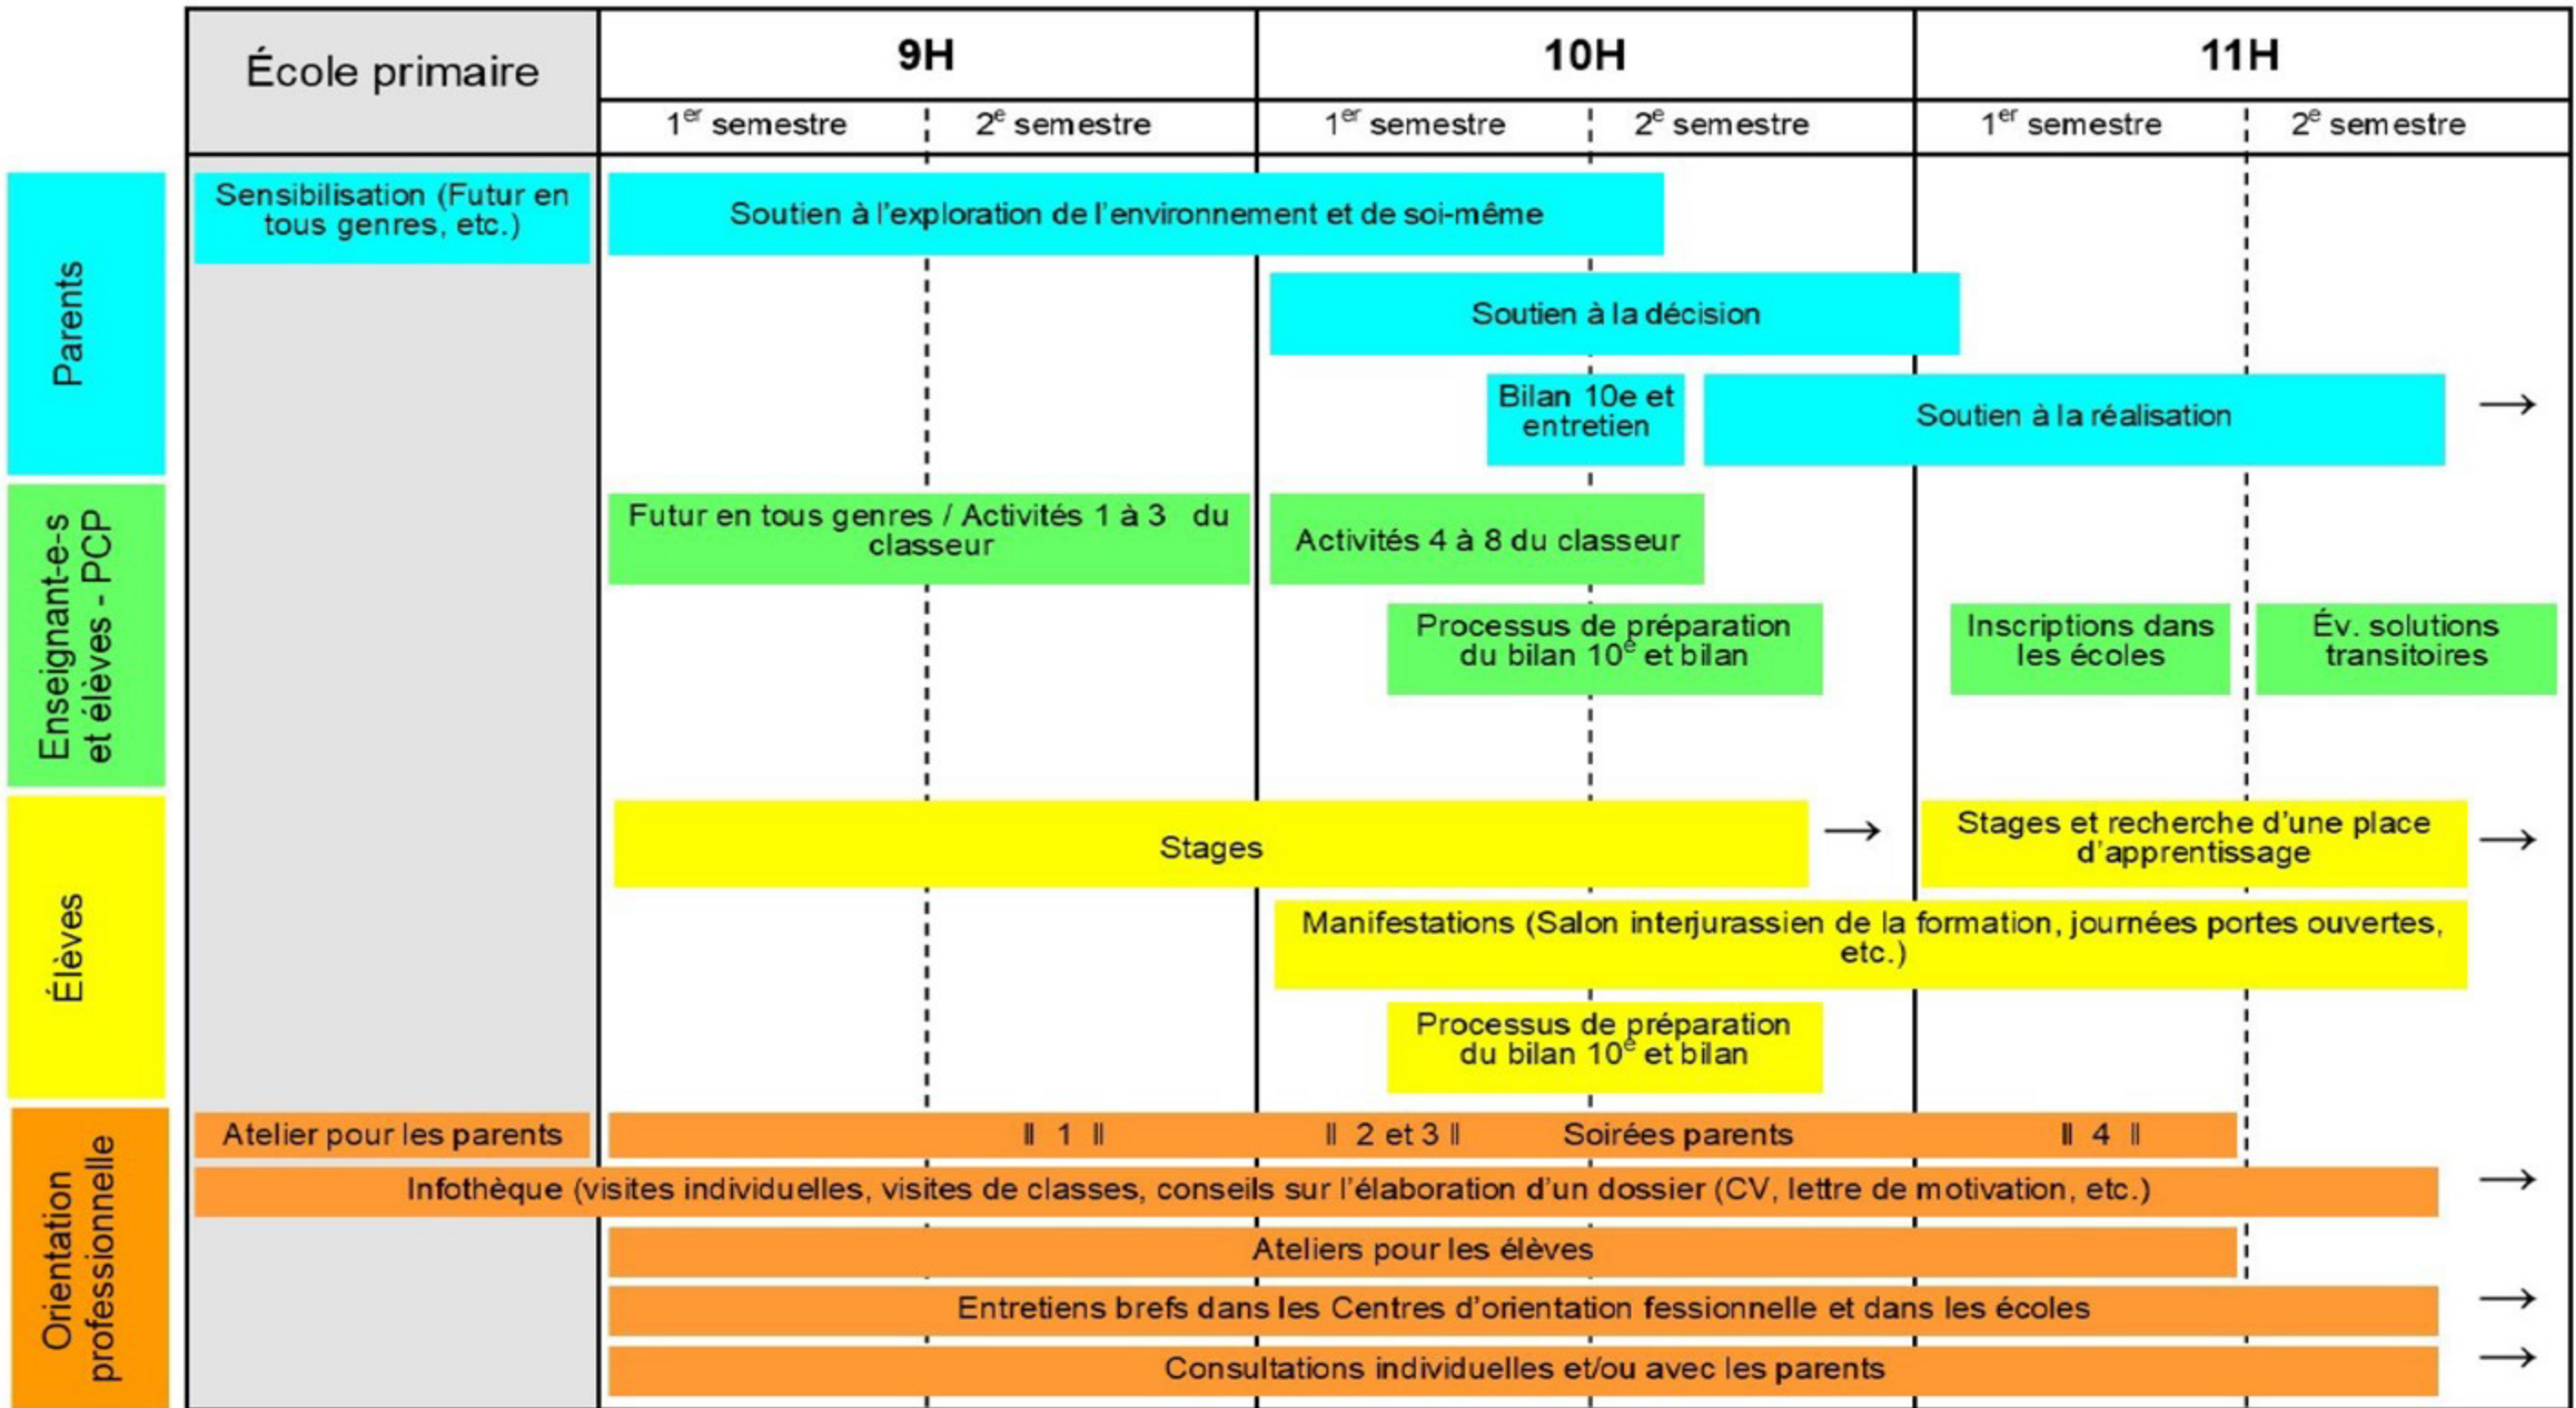 École primaire
9H
10H
11H
1er semestre
2e semestre
1er semestre
2e semestre
1er semestre
2e semestre
Parents
Sensibilisation (Futur en
tous genres, etc.)
Soutien à l'exploration de l'environnement et de soi-même
Soutien à la décision
Bilan 10e et
entretien
Soutien à la réalisation
→
Enseignant-e-s
et élèves - PCP
Futur en tous genres / Activités 1 à 3 du
classeur
Activités 4 à 8 du classeur
Processus de préparation
du bilan 10e et bilan
Inscriptions dans
les écoles
Év. solutions
transitoires
Élèves
Stages
→
Stages et recherche d'une place
d'apprentissage
→
Manifestations (Salon interjurassien de la formation, journées portes ouvertes,
etc.)
Processus de préparation
du bilan 10e et bilan
Orientation
professionnelle
Atelier pour les parents
‖ 1 ‖
‖ 2 et 3 ‖
Soirées parents
‖ 4 ‖
Infothèque (visites individuelles, visites de classes, conseils sur l'élaboration d'un dossier (CV, lettre de motivation, etc.)
→
Ateliers pour les élèves
Entretiens brefs dans les Centres d'orientation fessionnelle et dans les écoles
→
Consultations individuelles et/ou avec les parents
→